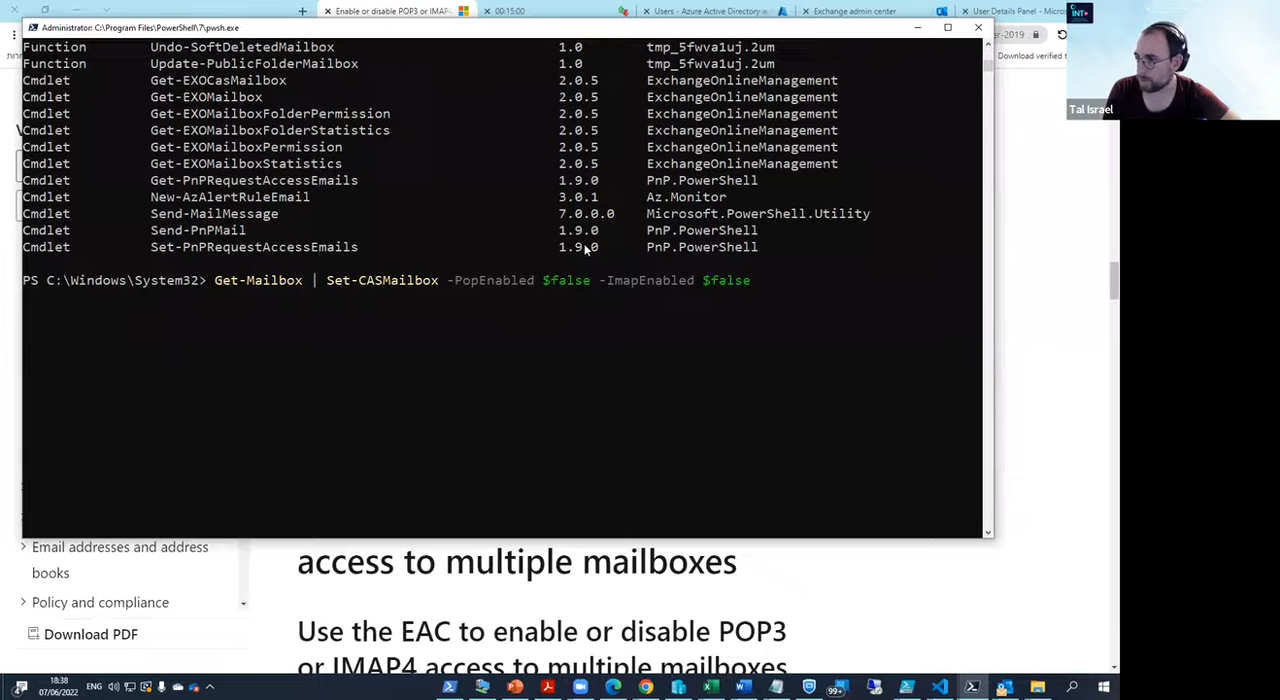 Enable or disable POP3 or IMAP
00:15:00
Users - Azure Active Directory
Exchange admin center
User Details Panel - Micros
Administrator: C:\Program Files\PowerShell\7\pwsh.exe
er-2019
Download verified
INT+
Function Undo-SoftDeletedMailbox 1.0 tmp_5fwva1uj.2um
Function Update-PublicFolderMailbox 1.0 tmp_5fwva1uj.2um
Cmdlet Get-EXOCasMailbox 2.0.5 ExchangeOnlineManagement
Cmdlet Get-EXOMailbox 2.0.5 ExchangeOnlineManagement
Tal Israel
Cmdlet Get-EXOMailboxFolderPermission 2.0.5 ExchangeOnlineManagement
Cmdlet Get-EXOMailboxFolderStatistics 2.0.5 ExchangeOnlineManagement
Cmdlet Get-EXOMailboxPermission 2.0.5 ExchangeOnlineManagement
Cmdlet Get-EXOMailboxStatistics 2.0.5 ExchangeOnlineManagement
Cmdlet Get-PnPRequestAccessEmails 1.9.0 PnP.PowerShell
Cmdlet New-AzAlertRuleEmail 3.0.1 Az.Monitor
Cmdlet Send-MailMessage 7.0.0.0 Microsoft.PowerShell.Utility
Cmdlet Send-PnPMail 1.9.0 PnP.PowerShell
Cmdlet Set-PnPRequestAccessEmails 1.9.0 PnP.PowerShell
PS C:\Windows\System32> Get-Mailbox | Set-CASMailbox -PopEnabled $false -ImapEnabled $false
Email addresses and address
books
Policy and compliance
Download PDF
access to multiple mailboxes
Use the EAC to enable or disable POP3
or IMAP4 access to multiple mailboxes
18:38
07/06/2022
ENG
99+